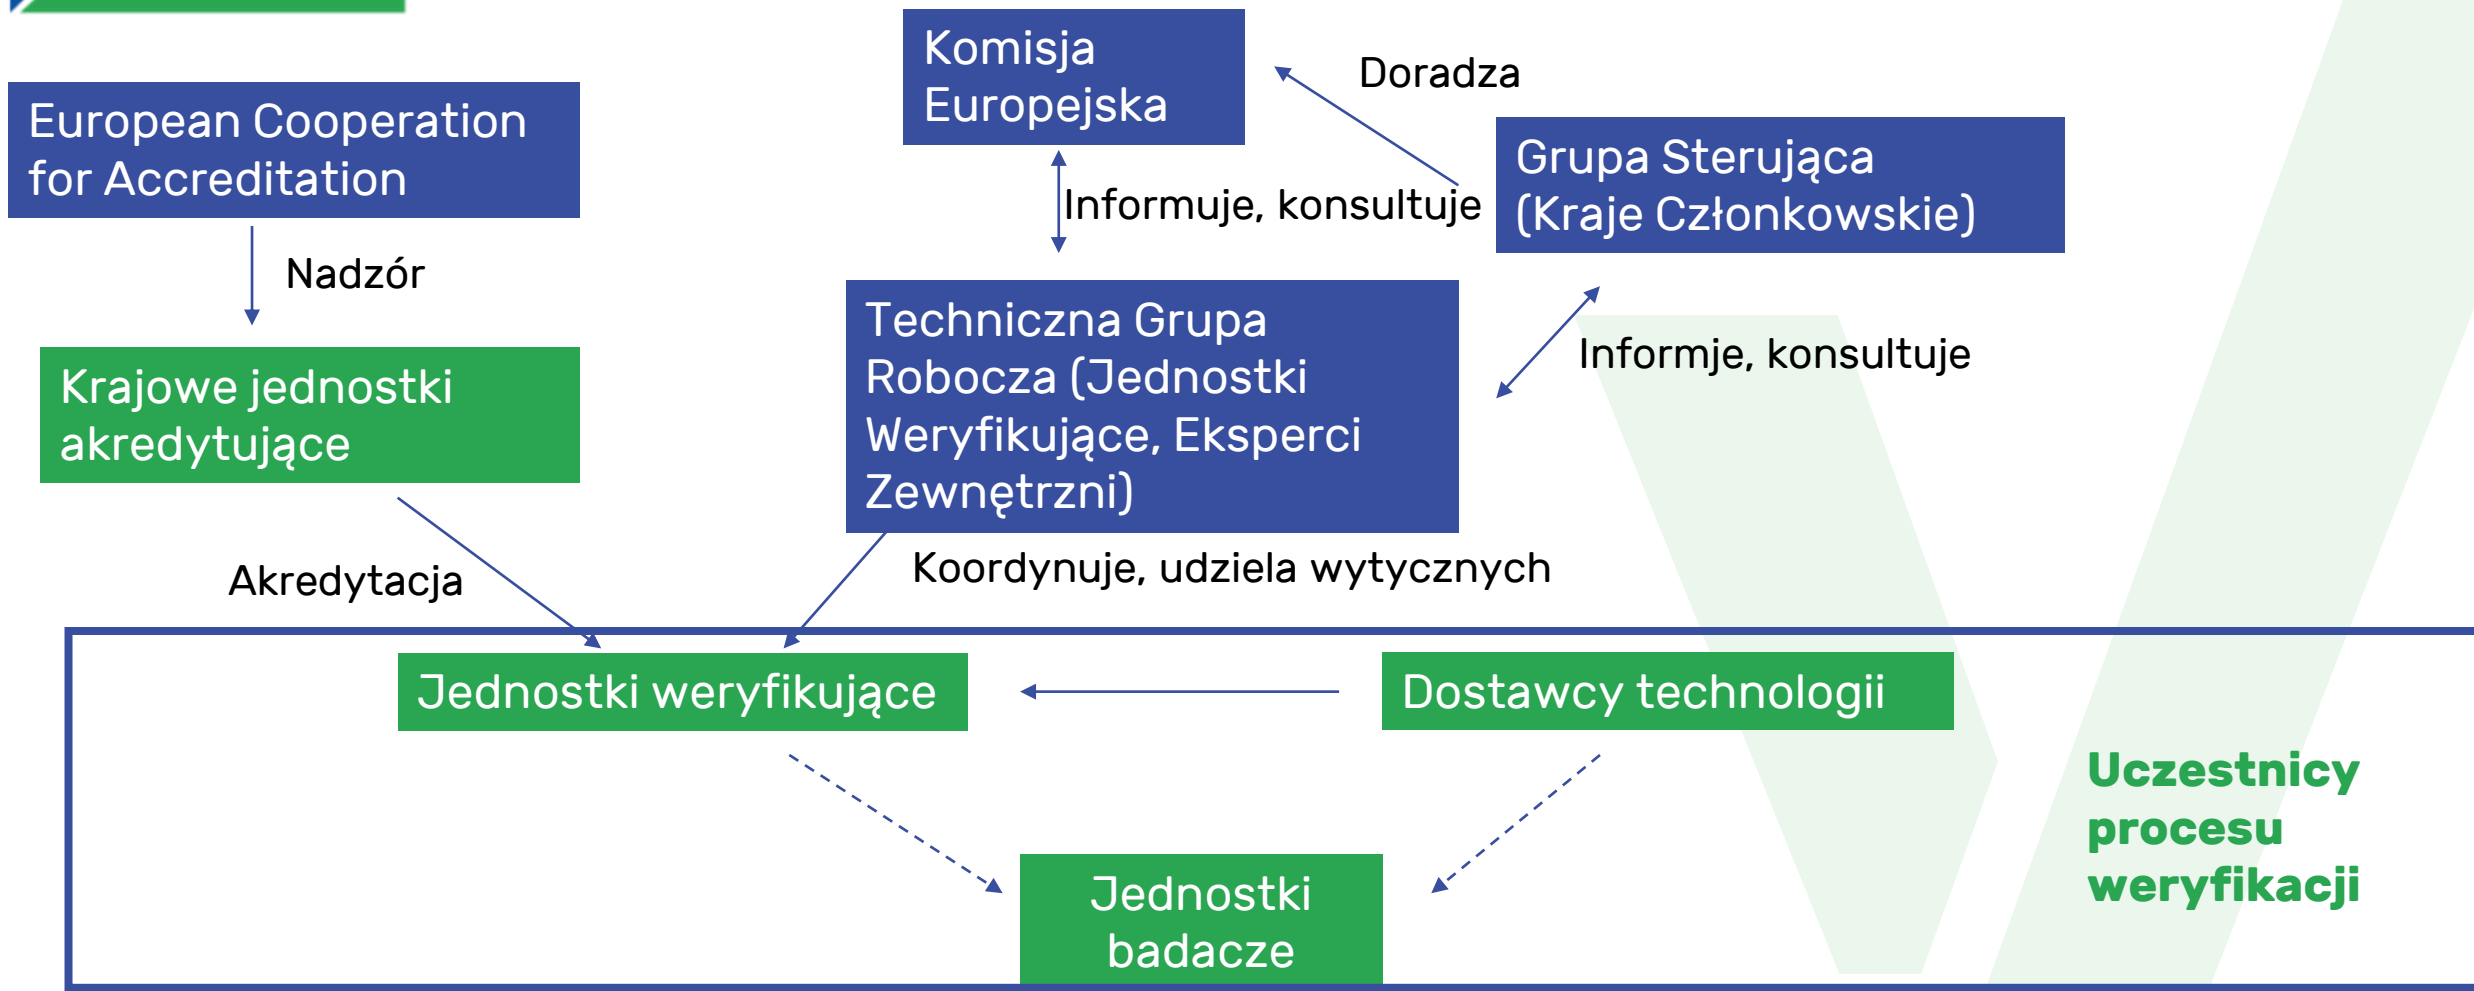 Komisja
Europejska
Doradza
European Cooperation
for Accreditation
Grupa Sterująca
(Kraje Członkowskie)
Informuje, konsultuje
Nadzór
Techniczna Grupa
Robocza (Jednostki
Weryfikujące, Eksperci
Zewnętrzni)
Informje, konsultuje
Krajowe jednostki
akredytujące
Akredytacja
Koordynuje, udziela wytycznych
Jednostki weryfikujące
Dostawcy technologii
Uczestnicy
procesu
weryfikacji
Jednostki
badacze